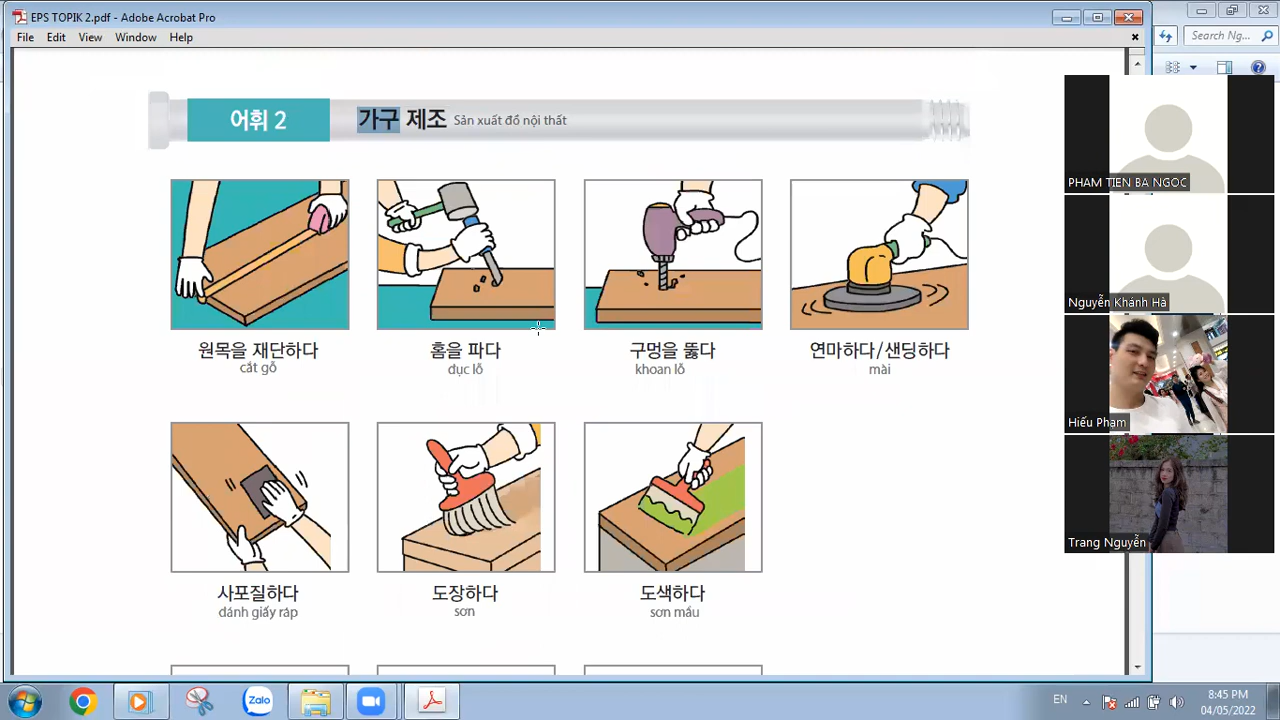 EPS TOPIK 2.pdf - Adobe Acrobat Pro
Search Ng...
File Edit View Window Help
어휘 2 가구 제조 Sản xuất đồ nội thất
PHAM TIEN BA NGOC
Nguyễn Khánh Hà
Hiếu Phạm
Trang Nguyễn
원목을 재단하다
cắt gỗ
홈을 파다
đục lỗ
구멍을 뚫다
khoan lỗ
연마하다/샌딩하다
mài
사포질하다
đánh giấy ráp
도장하다
sơn
도색하다
sơn mầu
Zalo
EN
8:45 PM
04/05/2022